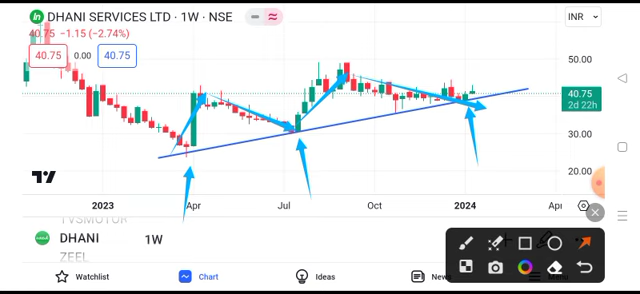 DHANI SERVICES LTD · 1W · NSE
INR
40.75 −1.15 (−2.74%)
40.75 0.00 40.75
50.00
40.75
2d 22h
30.00
20.00
2023 Apr Jul Oct 2024 Apr
TVSMOTOR
DHANI 1W
ZEEL
Watchlist Chart Ideas News Menu